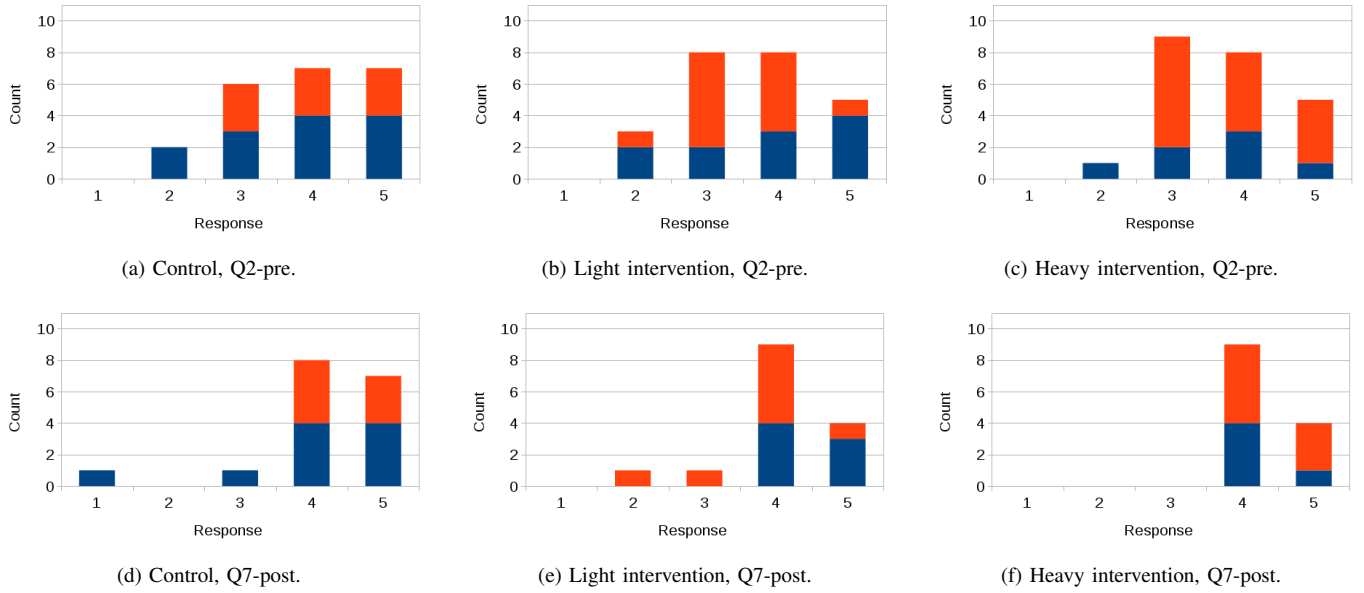 10
8
6
4
2
0
Count
1 2 3 4 5
Response
(a) Control, Q2-pre.
10
8
6
4
2
0
Count
1 2 3 4 5
Response
(b) Light intervention, Q2-pre.
10
8
6
4
2
0
Count
1 2 3 4 5
Response
(c) Heavy intervention, Q2-pre.
10
8
6
4
2
0
Count
1 2 3 4 5
Response
(d) Control, Q7-post.
10
8
6
4
2
0
Count
1 2 3 4 5
Response
(e) Light intervention, Q7-post.
10
8
6
4
2
0
Count
1 2 3 4 5
Response
(f) Heavy intervention, Q7-post.